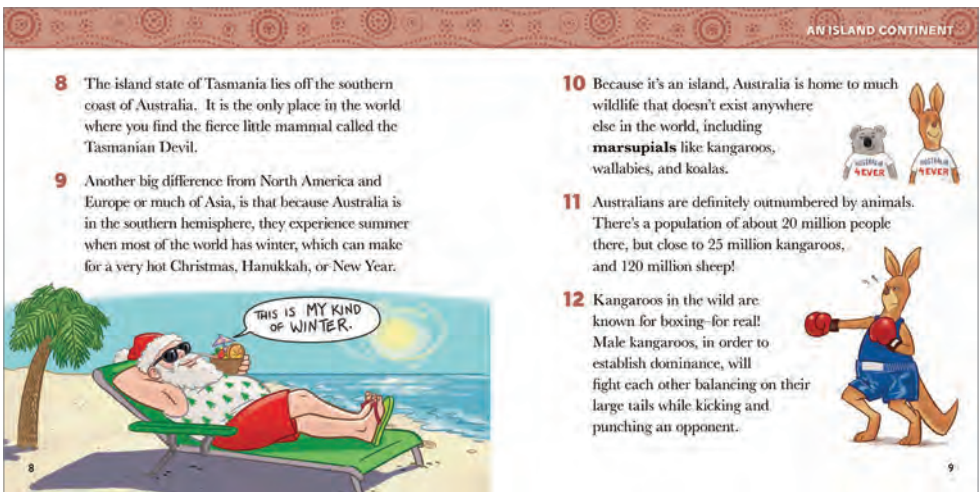 AN ISLAND CONTINENT
8 The island state of Tasmania lies off the southern
coast of Australia. It is the only place in the world
where you find the fierce little mammal called the
Tasmanian Devil.
9 Another big difference from North America and
Europe or much of Asia, is that because Australia is
in the southern hemisphere, they experience summer
when most of the world has winter, which can make
for a very hot Christmas, Hanukkah, or New Year.
THIS IS MY KIND
OF WINTER.
8
10 Because it's an island, Australia is home to much
wildlife that doesn't exist anywhere
else in the world, including
marsupials like kangaroos,
wallabies, and koalas.
AUSTRALIA
4EVER
AUSTRALIA
4EVER
11 Australians are definitely outnumbered by animals.
There's a population of about 20 million people
there, but close to 25 million kangaroos,
and 120 million sheep!
12 Kangaroos in the wild are
known for boxing–for real!
Male kangaroos, in order to
establish dominance, will
fight each other balancing on their
large tails while kicking and
punching an opponent.
9